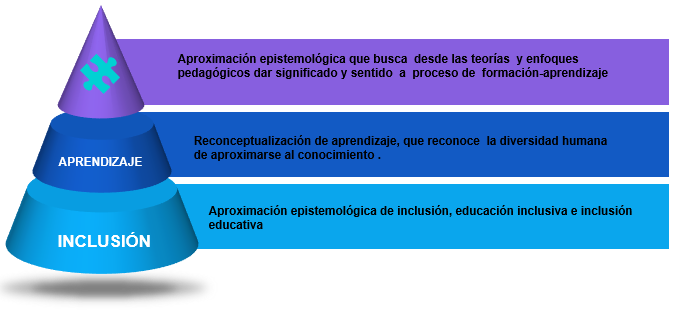 Aproximación epistemológica que busca desde las teorías y enfoques
pedagógicos dar significado y sentido a proceso de formación-aprendizaje
Reconceptualización de aprendizaje, que reconoce la diversidad humana
de aproximarse al conocimiento .
APRENDIZAJE
Aproximación epistemológica de inclusión, educación inclusiva e inclusión
educativa
INCLUSIÓN